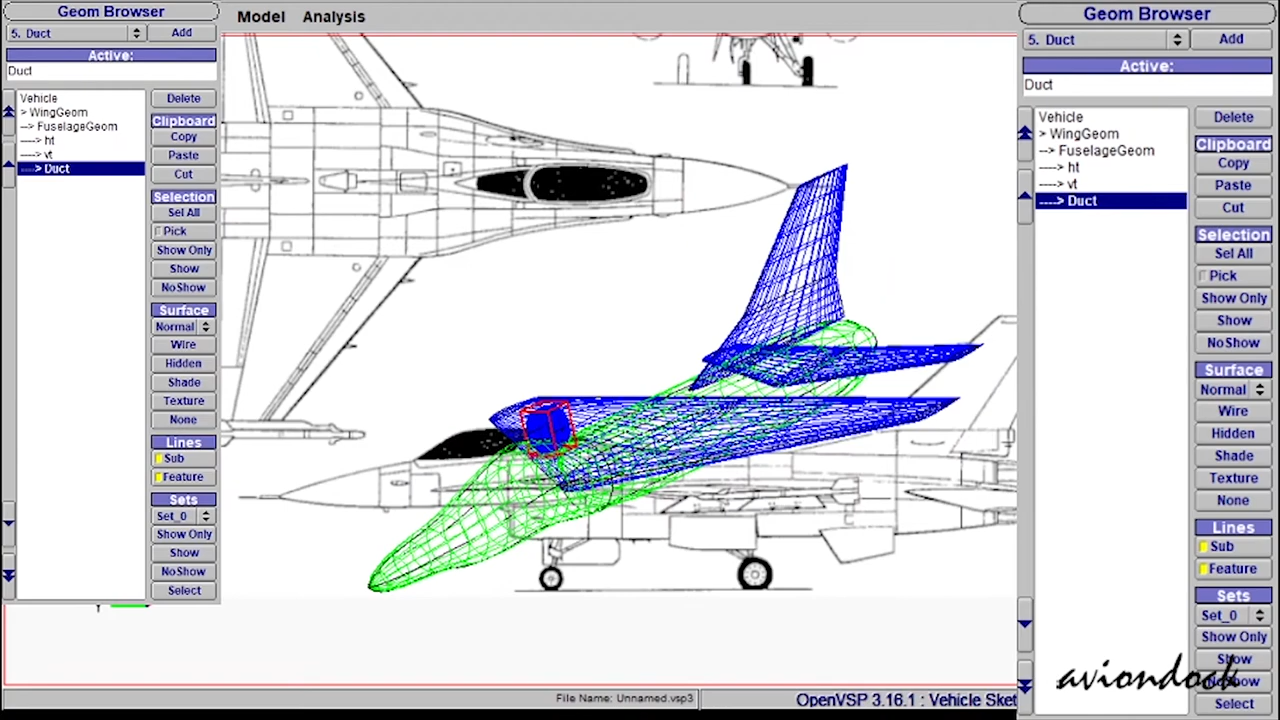 Geom Browser
5. Duct
Add
Active:
Duct
Vehicle
> WingGeom
--> FuselageGeom
----> ht
----> vt
----> Duct
Delete
Clipboard
Copy
Paste
Cut
Selection
Sel All
Pick
Show Only
Show
NoShow
Surface
Normal
Wire
Hidden
Shade
Texture
None
Lines
Sub
Feature
Sets
Set_0
Show Only
Show
NoShow
Select
Model Analysis
File Name: Unnamed.vsp3
OpenVSP 3.16.1 : Vehicle Sket
Geom Browser
5. Duct
Add
Active:
Duct
Vehicle
> WingGeom
--> FuselageGeom
----> ht
----> vt
----> Duct
Delete
Clipboard
Copy
Paste
Cut
Selection
Sel All
Pick
Show Only
Show
NoShow
Surface
Normal
Wire
Hidden
Shade
Texture
None
Lines
Sub
Feature
Sets
Set_0
Show Only
Show
NoShow
Select
aviondock